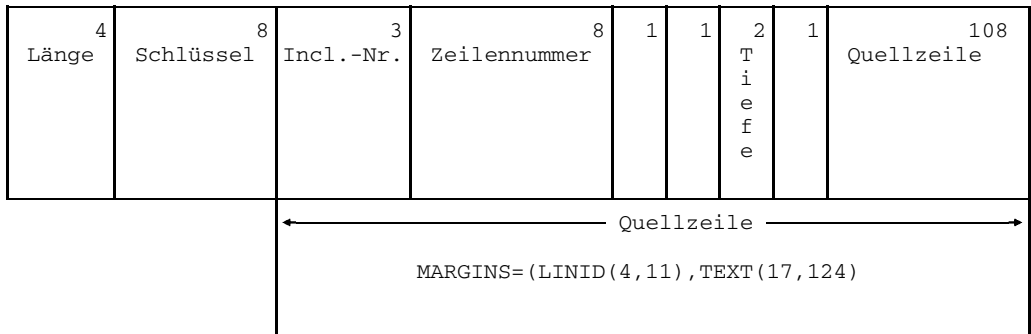 4 8 3 8 1 1 2 1 108
Länge Schlüssel Incl.-Nr. Zeilennummer T Quellzeile
i
e
f
e
Quellzeile
MARGINS=(LINID(4,11),TEXT(17,124)